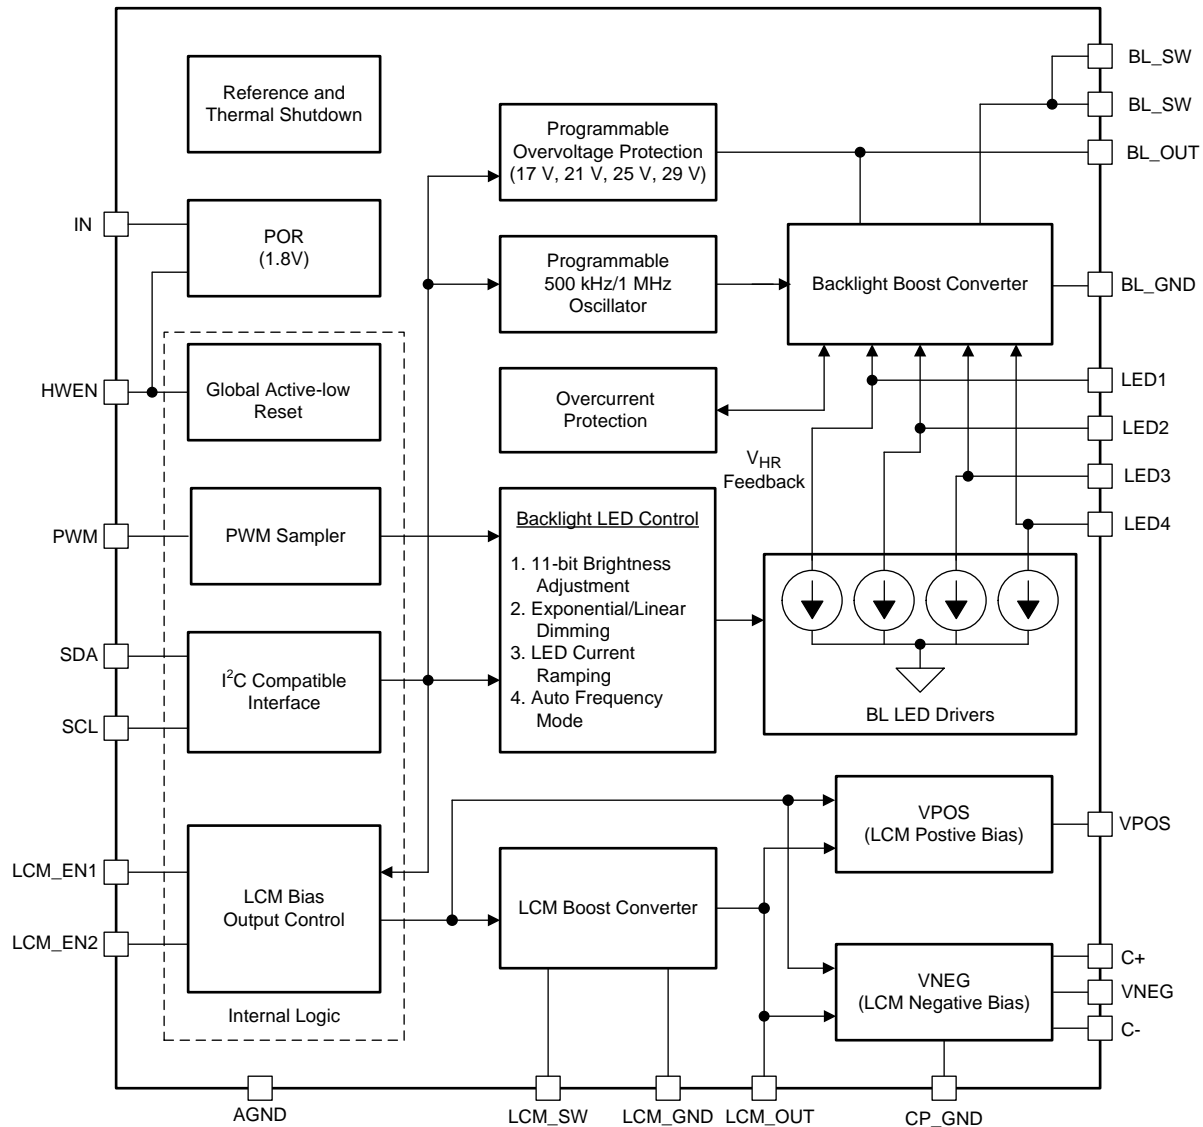 Reference and
Thermal Shutdown
Programmable
Overvoltage Protection
(17 V, 21 V, 25 V, 29 V)
BL_SW
BL_SW
BL_OUT
IN
POR
(1.8V)
Programmable
500 kHz/1 MHz
Oscillator
Backlight Boost Converter
BL_GND
HWEN
Global Active-low
Reset
Overcurrent
Protection
LED1
LED2
LED3
LED4
VHR
Feedback
PWM
PWM Sampler
Backlight LED Control
1. 11-bit Brightness
Adjustment
2. Exponential/Linear
Dimming
3. LED Current
Ramping
4. Auto Frequency
Mode
BL LED Drivers
SDA
SCL
I2C Compatible
Interface
LCM_EN1
LCM_EN2
LCM Bias
Output Control
Internal Logic
LCM Boost Converter
VPOS
(LCM Postive Bias)
VPOS
VNEG
(LCM Negative Bias)
C+
VNEG
C-
AGND
LCM_SW
LCM_GND
LCM_OUT
CP_GND